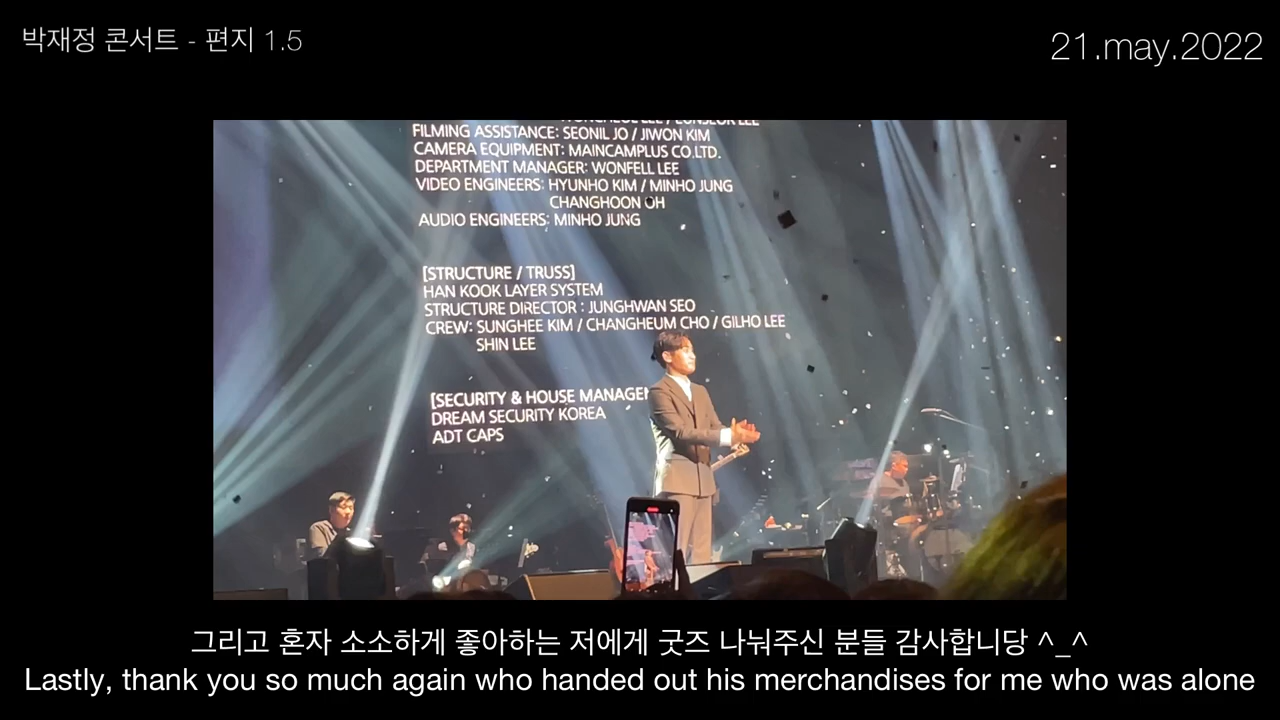 박재정 콘서트 - 편지 1.5
21.may.2022
FILMING ASSISTANCE: SEONIL JO / JIWON KIM
CAMERA EQUIPMENT: MAINCAMPLUS CO.LTD.
DEPARTMENT MANAGER: WONFELL LEE
VIDEO ENGINEERS: HYUNHO KIM / MINHO JUNG
CHANGHOON OH
AUDIO ENGINEERS: MINHO JUNG
[STRUCTURE / TRUSS]
HAN KOOK LAYER SYSTEM
STRUCTURE DIRECTOR : JUNGHWAN SEO
CREW: SUNGHEE KIM / CHANGHEUM CHO / GILHO LEE
SHIN LEE
[SECURITY & HOUSE MANAGEM
DREAM SECURITY KOREA
ADT CAPS
그리고 혼자 소소하게 좋아하는 저에게 굿즈 나눠주신 분들 감사합니당 ^_^
Lastly, thank you so much again who handed out his merchandises for me who was alone